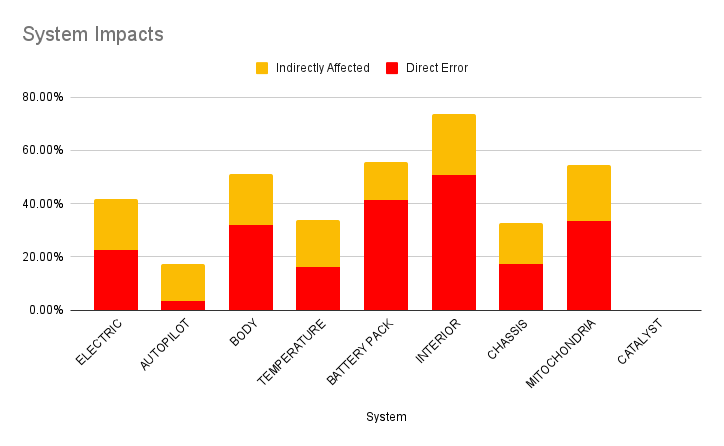 System Impacts
Indirectly Affected
Direct Error
80.00%
60.00%
40.00%
20.00%
0.00%
ELECTRIC
AUTOPILOT
BODY
TEMPERATURE
BATTERY PACK
INTERIOR
CHASSIS
MITOCHONDRIA
CATALYST
System